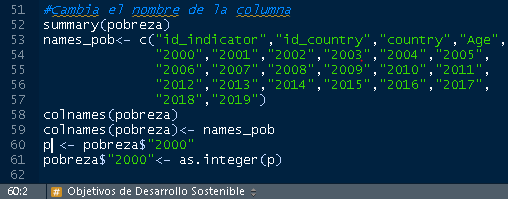 51 #Cambia el nombre de la columna
52 summary(pobreza)
53 names_pob<- c("id_indicator","id_country","country","Age",
54 "2000","2001","2002","2003","2004","2005",
55 "2006","2007","2008","2009","2010","2011",
56 "2012","2013","2014","2015","2016","2017",
57 "2018","2019")
58 colnames(pobreza)
59 colnames(pobreza)<- names_pob
60 p <- pobreza$"2000"
61 pobreza$"2000"<- as.integer(p)
62
60:2 # Objetivos de Desarrollo Sostenible